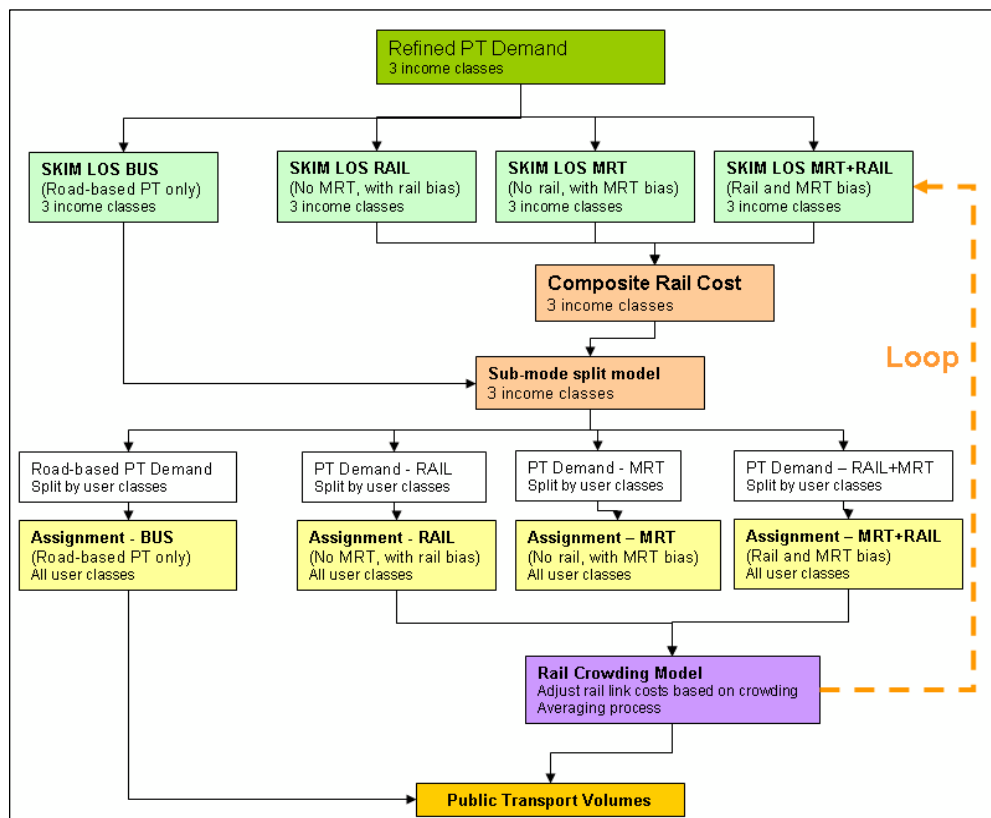 Refined PT Demand
3 income classes
SKIM LOS BUS
(Road-based PT only)
3 income classes
SKIM LOS RAIL
(No MRT, with rail bias)
3 income classes
SKIM LOS MRT
(No rail, with MRT bias)
3 income classes
SKIM LOS MRT+RAIL
(Rail and MRT bias)
3 income classes
Composite Rail Cost
3 income classes
Loop
Sub-mode split model
3 income classes
Road-based PT Demand
Split by user classes
PT Demand - RAIL
Split by user classes
PT Demand - MRT
Split by user classes
PT Demand – RAIL+MRT
Split by user classes
Assignment - BUS
(Road-based PT only)
All user classes
Assignment - RAIL
(No MRT, with rail bias)
All user classes
Assignment – MRT
(No rail, with MRT bias)
All user classes
Assignment – MRT+RAIL
(Rail and MRT bias)
All user classes
Rail Crowding Model
Adjust rail link costs based on crowding
Averaging process
Public Transport Volumes